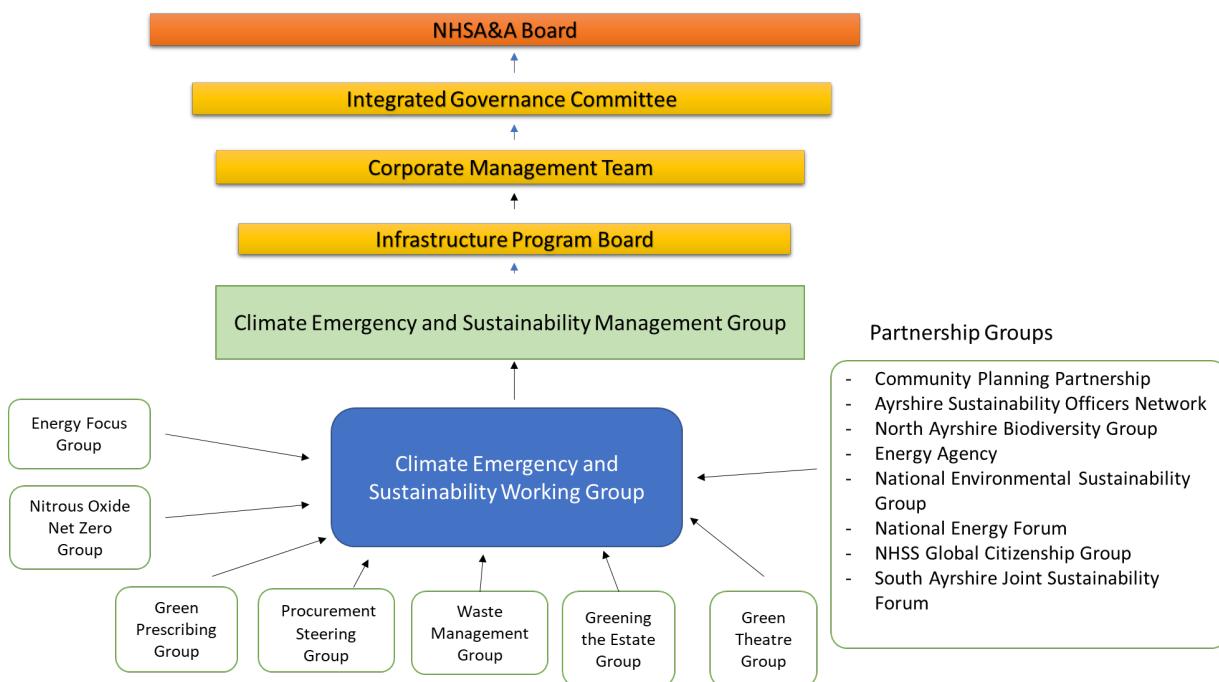 NHSA&A Board
Integrated Governance Committee
Corporate Management Team
Infrastructure Program Board
Climate Emergency and Sustainability Management Group
Climate Emergency and
Sustainability Working Group
Energy Focus
Group
Nitrous Oxide
Net Zero
Group
Green
Prescribing
Group
Procurement
Steering
Group
Waste
Management
Group
Greening
the Estate
Group
Green
Theatre
Group
Partnership Groups
- Community Planning Partnership
- Ayrshire Sustainability Officers Network
- North Ayrshire Biodiversity Group
- Energy Agency
- National Environmental Sustainability
Group
- National Energy Forum
- NHSS Global Citizenship Group
- South Ayrshire Joint Sustainability
Forum